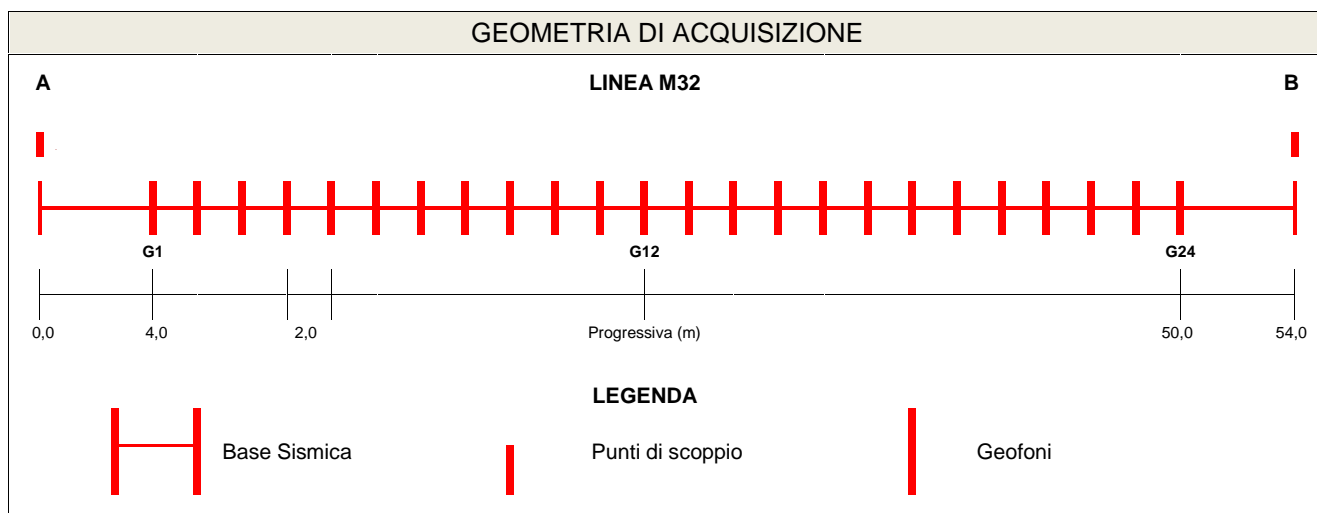 GEOMETRIA DI ACQUISIZIONE
A LINEA M32 B
G1 G12 G24
0,0 4,0 2,0 Progressiva (m) 50,0 54,0
LEGENDA
Base Sismica Punti di scoppio Geofoni